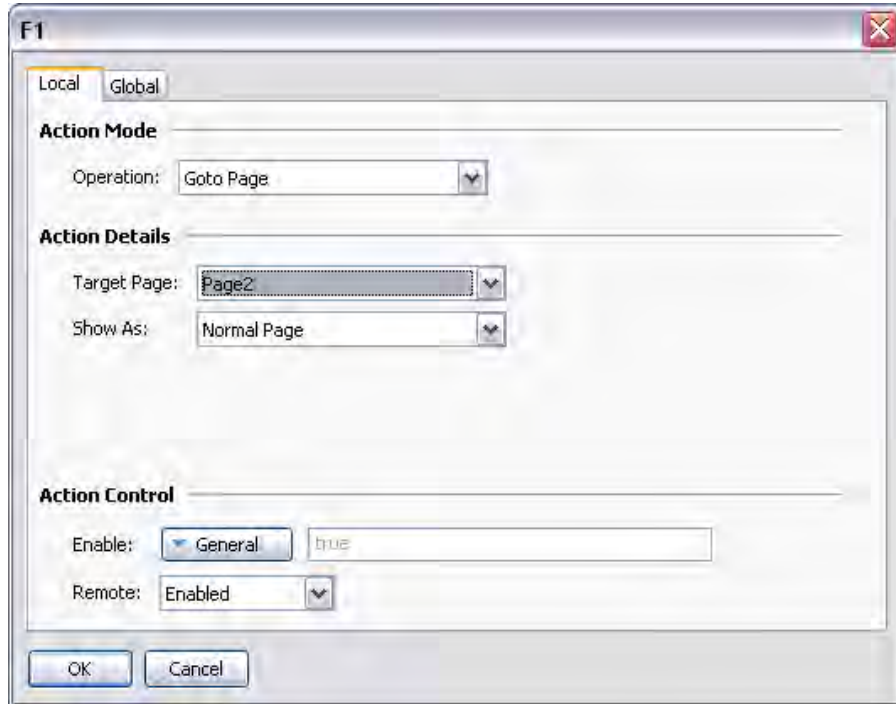 F1
Local Global
Action Mode
Operation: Goto Page
Action Details
Target Page: Page2
Show As: Normal Page
Action Control
Enable: General true
Remote: Enabled
OK Cancel